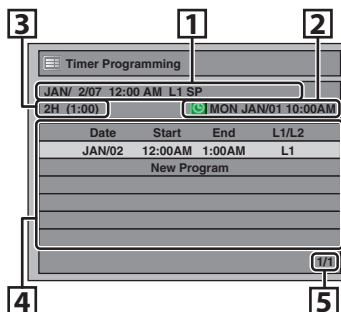 3 1 2
Timer Programming
JAN/ 2/07 12:00 AM L1 SP
2H (1:00) MON JAN/01 10:00AM
Date Start End L1/L2
JAN/02 12:00AM 1:00AM L1
New Program
1/1
4 5